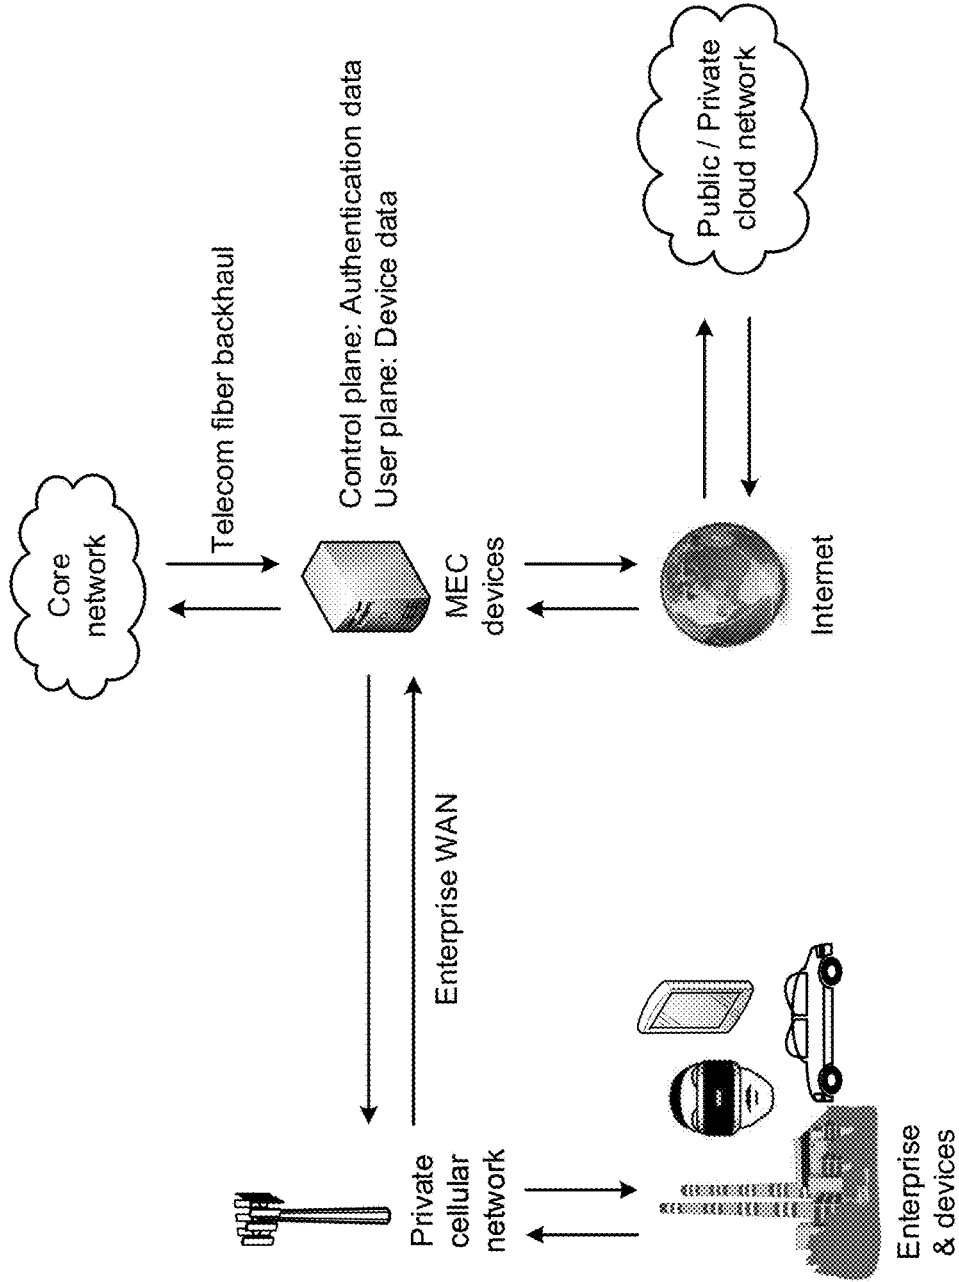 Core
network
Telecom fiber backhaul
Control plane: Authentication data
User plane: Device data
MEC
devices
Enterprise WAN
Private
cellular
network
Enterprise
& devices
Internet
Public / Private
cloud network